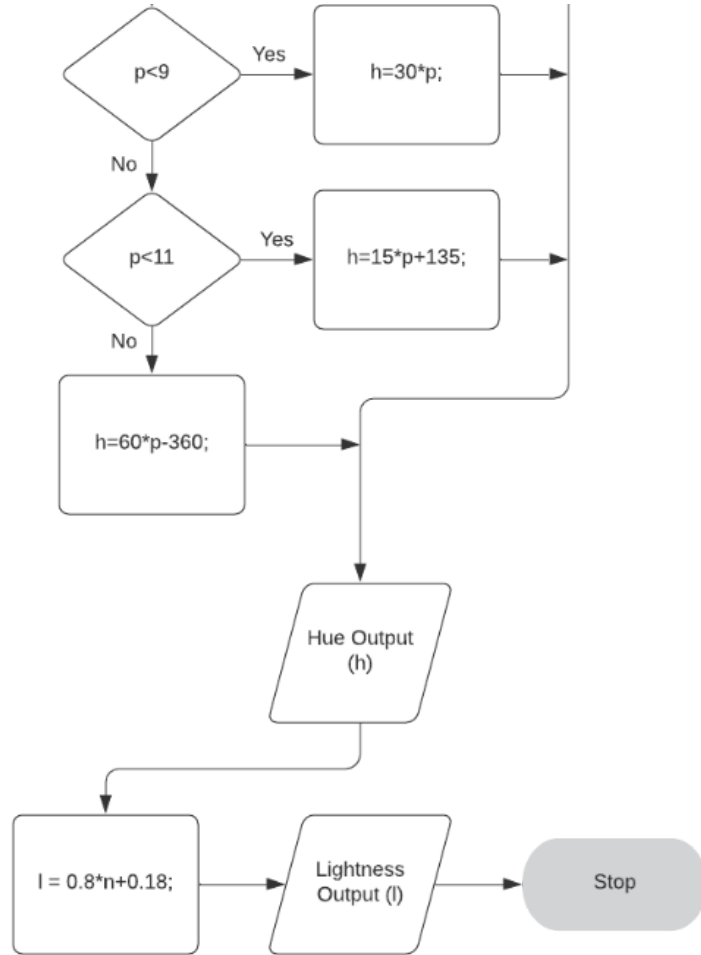 p<9
Yes
h=30*p;
No
p<11
Yes
h=15*p+135;
No
h=60*p-360;
Hue Output
(h)
l = 0.8*n+0.18;
Lightness
Output (l)
Stop